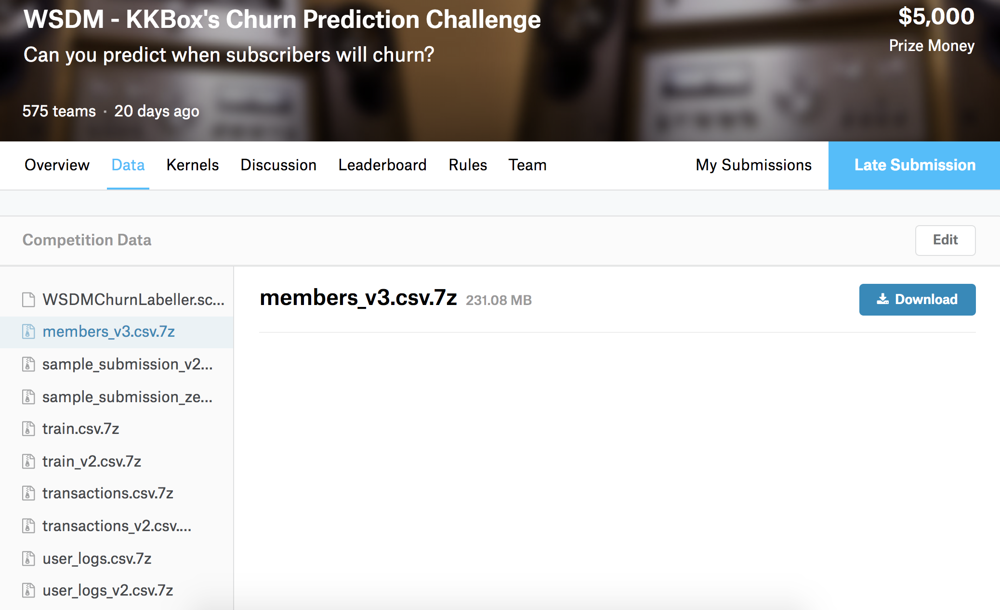 WSDM - KKBox's Churn Prediction Challenge
$5,000
Can you predict when subscribers will churn?
Prize Money
575 teams · 20 days ago
Overview Data Kernels Discussion Leaderboard Rules Team My Submissions Late Submission
Competition Data
Edit
WSDMChurnLabeller.sc...
members_v3.csv.7z
sample_submission_v2...
sample_submission_ze...
train.csv.7z
train_v2.csv.7z
transactions.csv.7z
transactions_v2.csv....
user_logs.csv.7z
user_logs_v2.csv.7z
members_v3.csv.7z 231.08 MB
Download